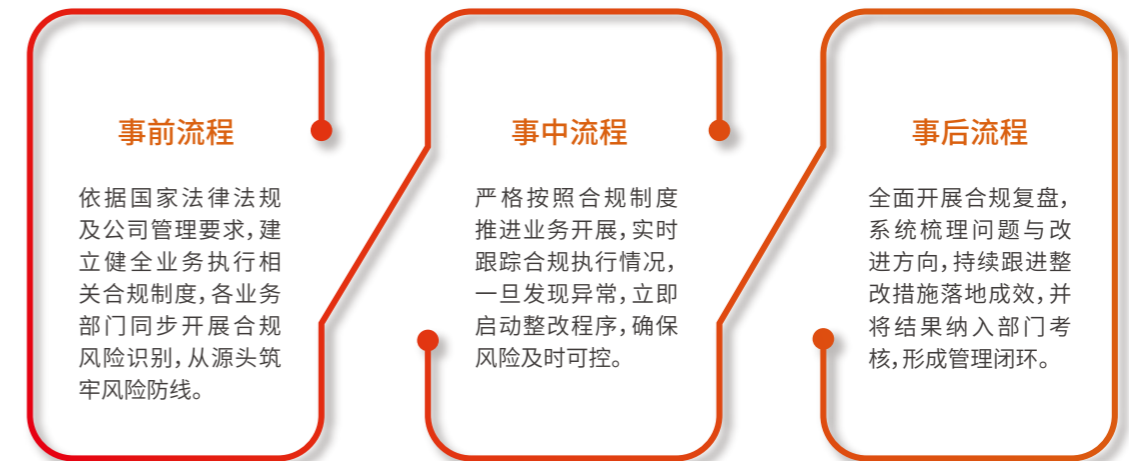 事前流程
依据国家法律法规
及公司管理要求，建
立健全业务执行相
关合规制度，各业务
部门同步开展合规
风险识别，从源头筑
牢风险防线。
事中流程
严格按照合规制度
推进业务开展，实时
跟踪合规执行情况，
一旦发现异常，立即
启动整改程序，确保
风险及时可控。
事后流程
全面开展合规复盘，
系统梳理问题与改
进方向，持续跟进整
改措施落地成效，并
将结果纳入部门考
核，形成管理闭环。